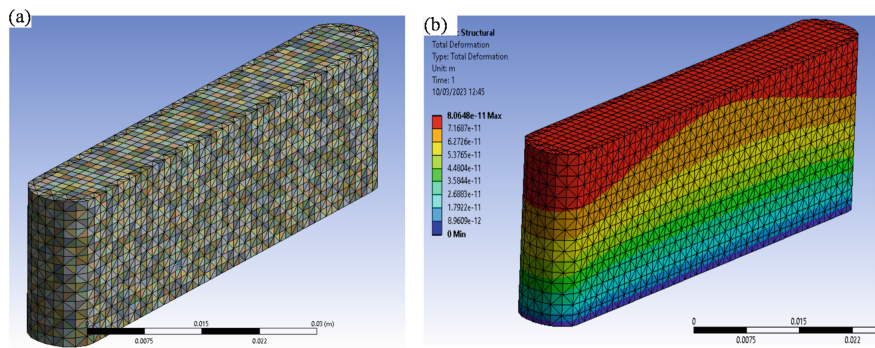 (a)
0.015
0.03 (m)
0.0075
0.022
(b)
: Structural
Total Deformation
Type: Total Deformation
Unit: m
Time: 1
10/03/2023 12:45
8.0648e-11 Max
7.1687e-11
6.2726e-11
5.3765e-11
4.4804e-11
3.5844e-11
2.6883e-11
1.7922e-11
8.9609e-12
0 Min
0
0.015
0.0075
0.022